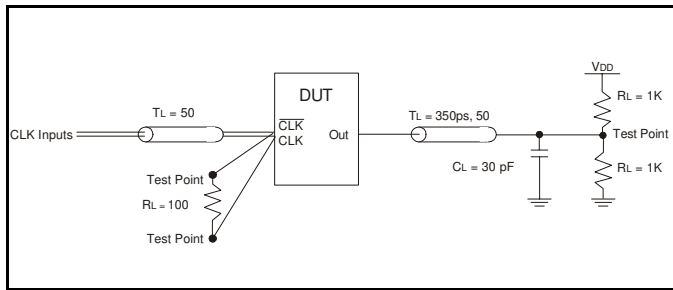 VDD
DUT
TL = 50
TL = 350ps, 50
RL = 1K
CLK Inputs
CLK
CLK
Out
Test Point
Test Point
RL = 100
CL = 30 pF
RL = 1K
Test Point